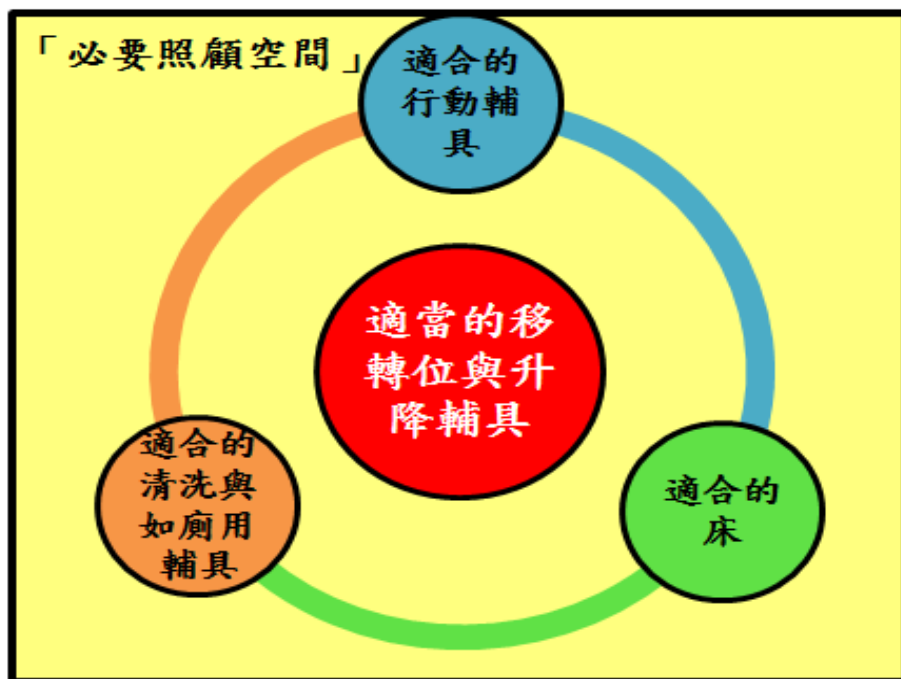 「必要照顧空間」
適合的
行動輔
具
適當的移
轉位與升
降輔具
適合的
清洗與
如廁用
輔具
適合的
床